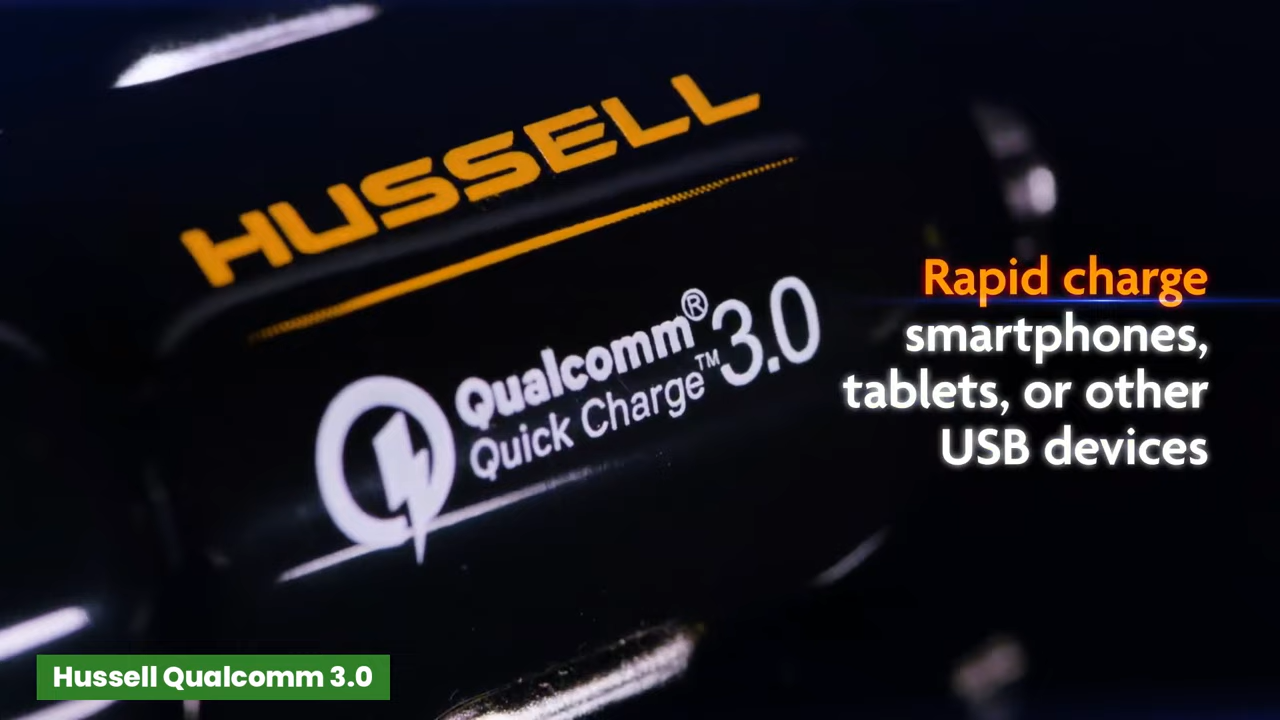 HUSSELL
Qualcomm® 3.0
Quick Charge™
Rapid charge
smartphones,
tablets, or other
USB devices
Hussell Qualcomm 3.0